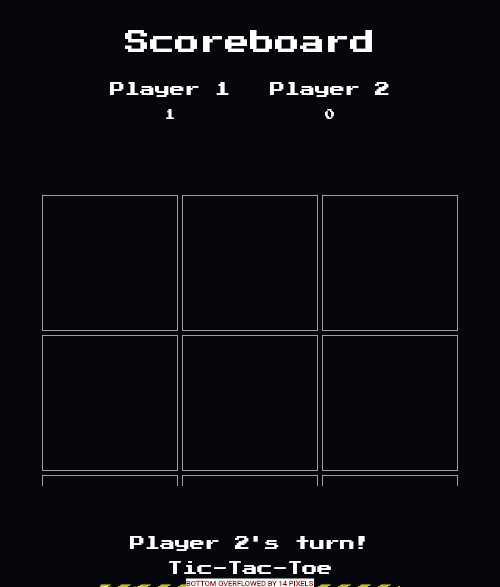 Scoreboard
Player 1 Player 2
1 0
Player 2's turn!
Tic-Tac-Toe
BOTTOM OVERFLOWED BY 14 PIXELS